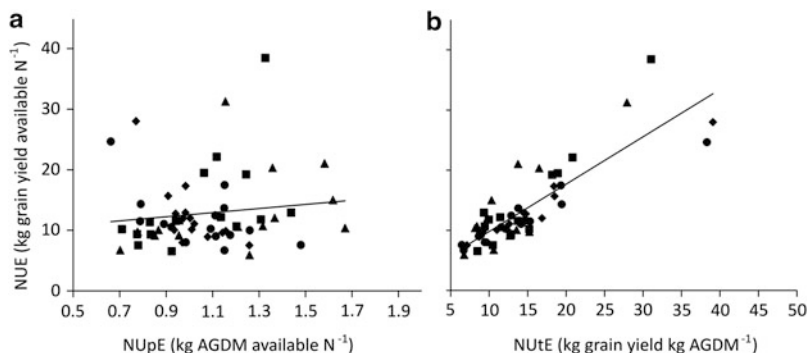 a
b
NUE (kg grain yield available N⁻¹)
40
30
20
10
0
0.5 0.7 0.9 1.1 1.3 1.5 1.7 1.9
NUpE (kg AGDM available N⁻¹)
5 10 15 20 25 30 35 40 45 50
NUtE (kg grain yield kg AGDM⁻¹)